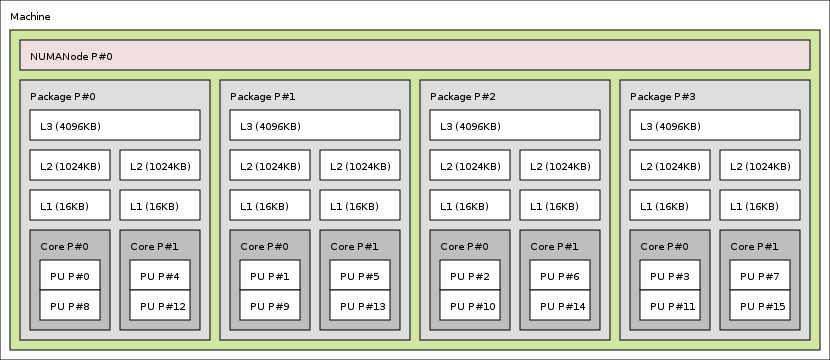 Machine
NUMANode P#0
Package P#0
L3 (4096KB)
L2 (1024KB)
L2 (1024KB)
L1 (16KB)
L1 (16KB)
Core P#0
PU P#0
PU P#8
Core P#1
PU P#4
PU P#12
Package P#1
L3 (4096KB)
L2 (1024KB)
L2 (1024KB)
L1 (16KB)
L1 (16KB)
Core P#0
PU P#1
PU P#9
Core P#1
PU P#5
PU P#13
Package P#2
L3 (4096KB)
L2 (1024KB)
L2 (1024KB)
L1 (16KB)
L1 (16KB)
Core P#0
PU P#2
PU P#10
Core P#1
PU P#6
PU P#14
Package P#3
L3 (4096KB)
L2 (1024KB)
L2 (1024KB)
L1 (16KB)
L1 (16KB)
Core P#0
PU P#3
PU P#11
Core P#1
PU P#7
PU P#15